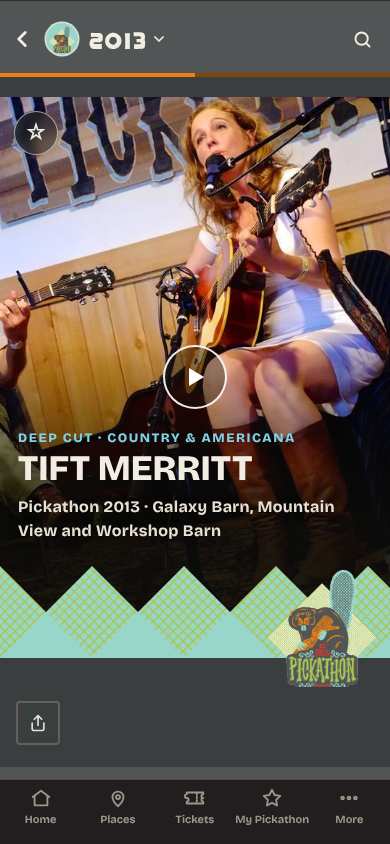 2013
DEEP CUT · COUNTRY & AMERICANA
TIFT MERRITT
Pickathon 2013 · Galaxy Barn, Mountain
View and Workshop Barn
PICKATHON
Home
Places
Tickets
My Pickathon
More